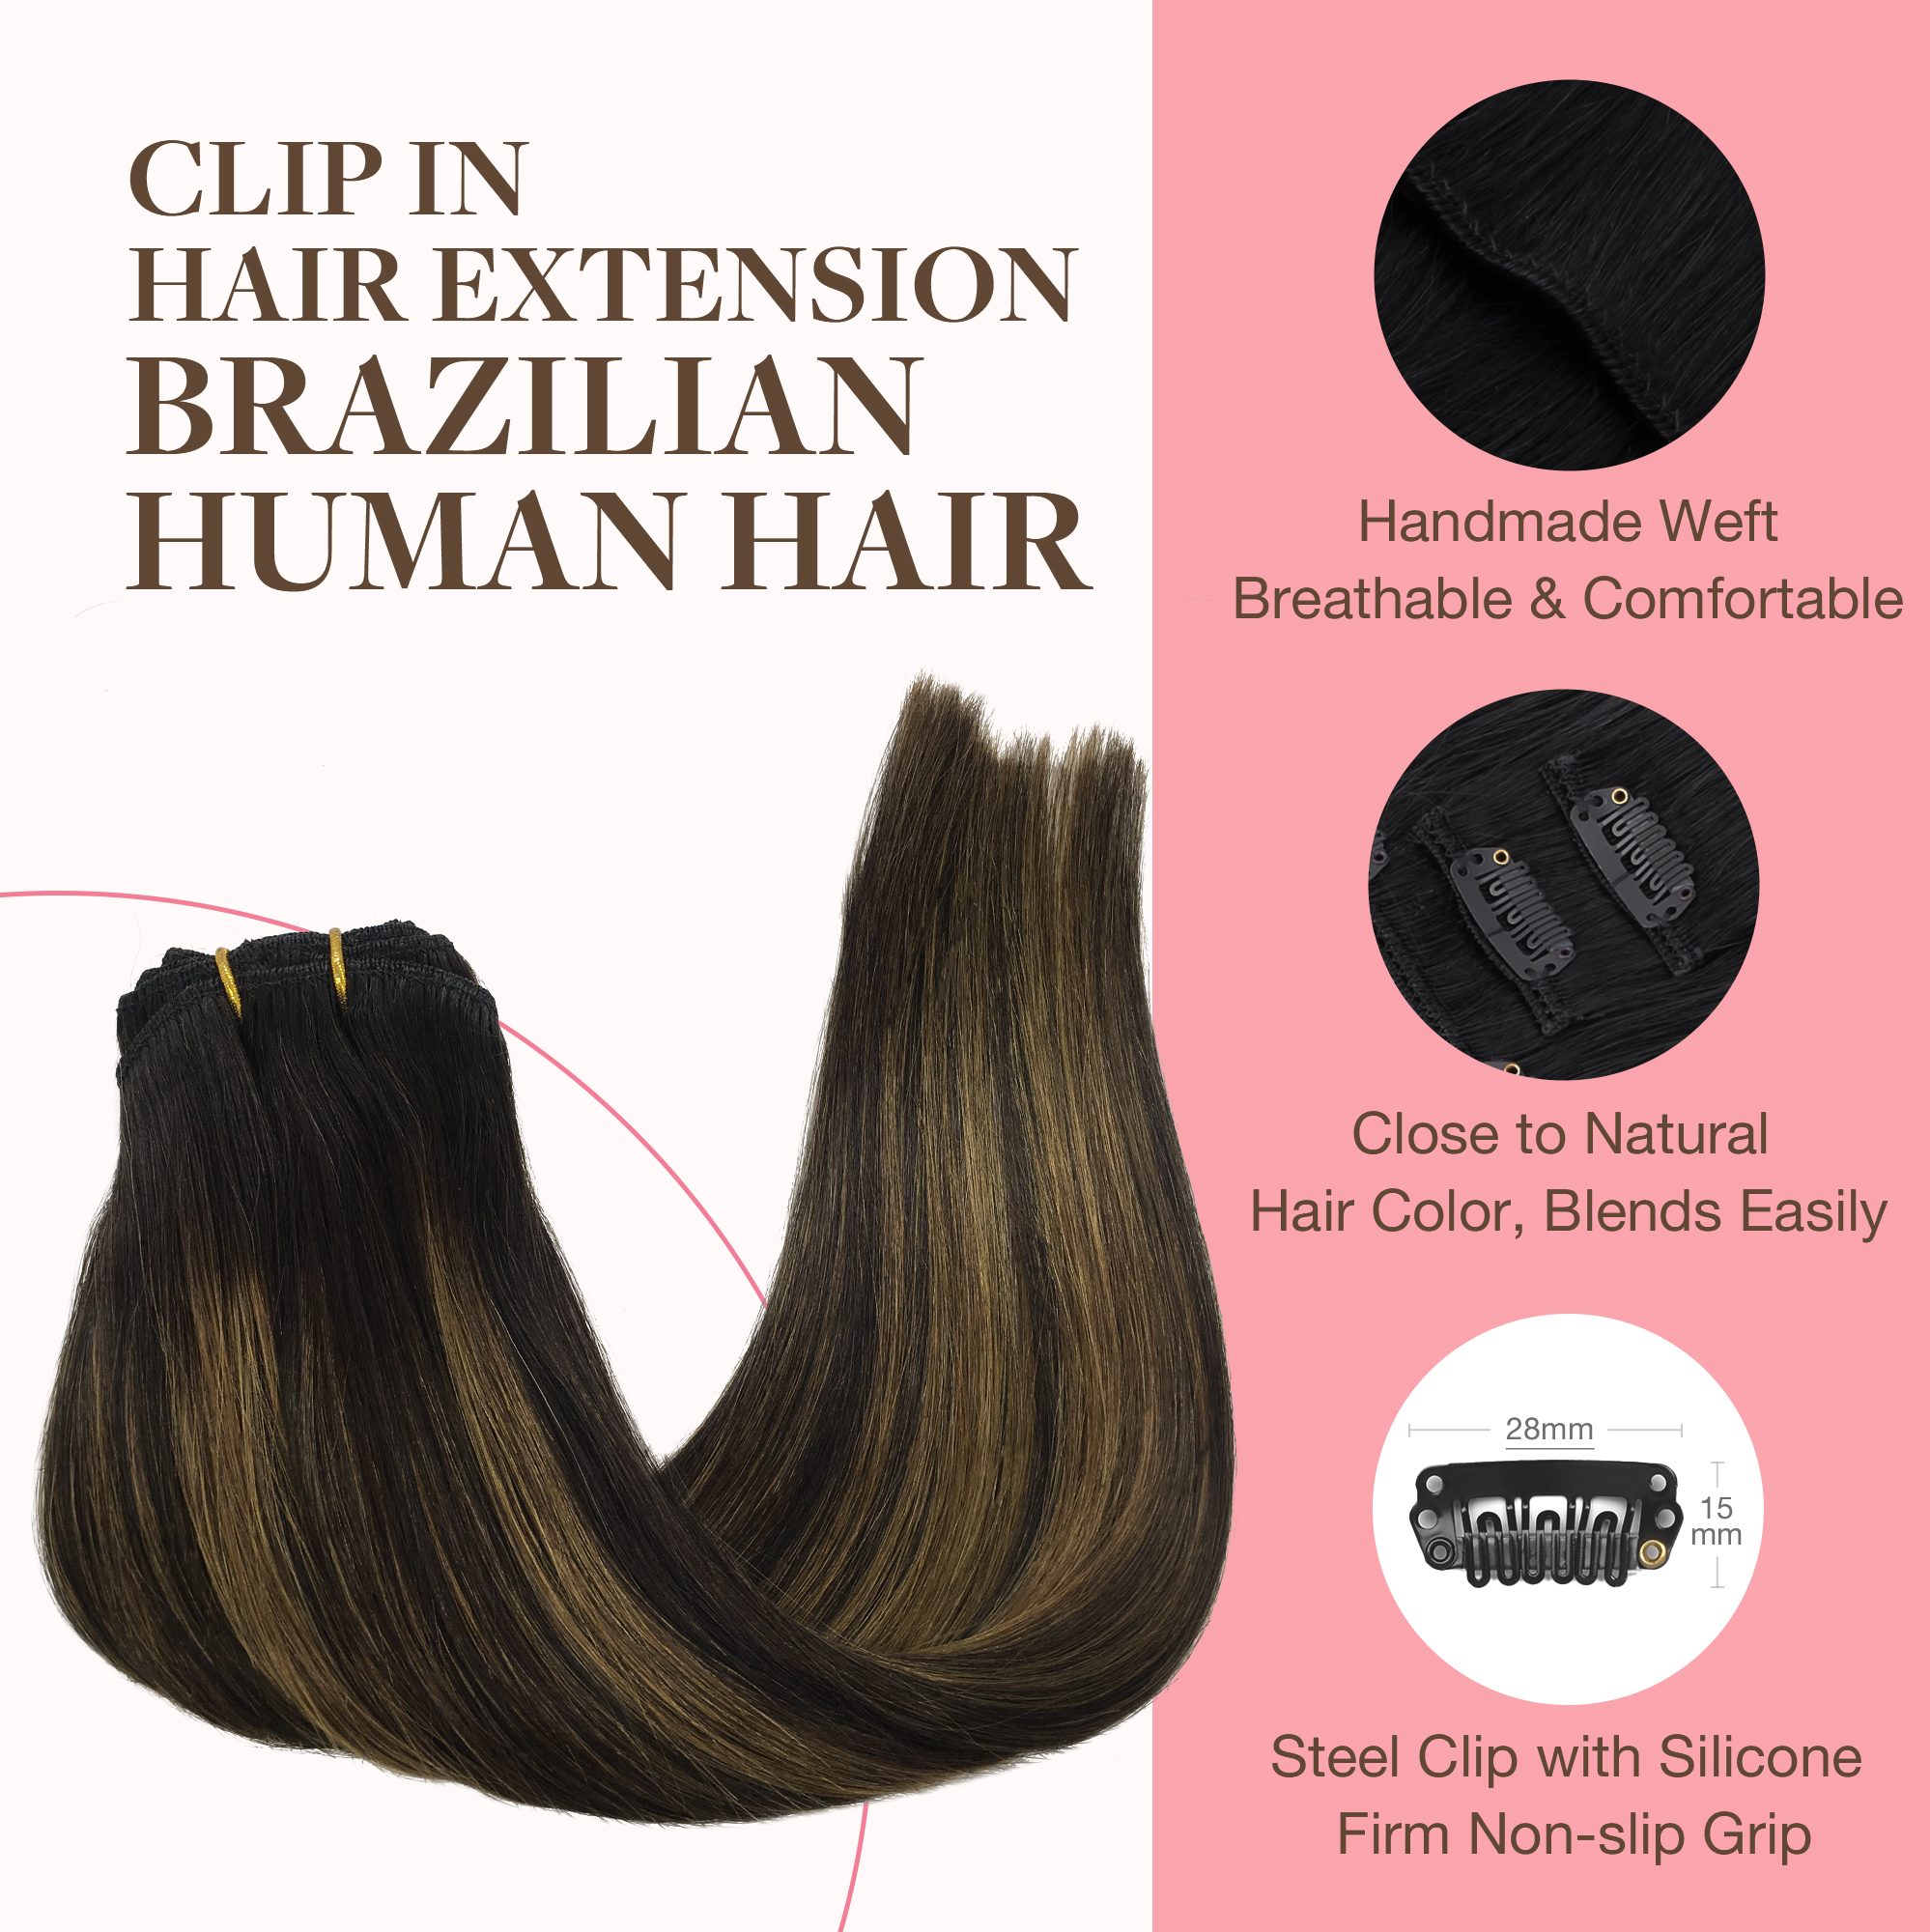 CLIP IN
HAIR EXTENSION
BRAZILIAN
HUMAN HAIR
Handmade Weft
Breathable & Comfortable
Close to Natural
Hair Color, Blends Easily
28mm
15
mm
Steel Clip with Silicone
Firm Non-slip Grip